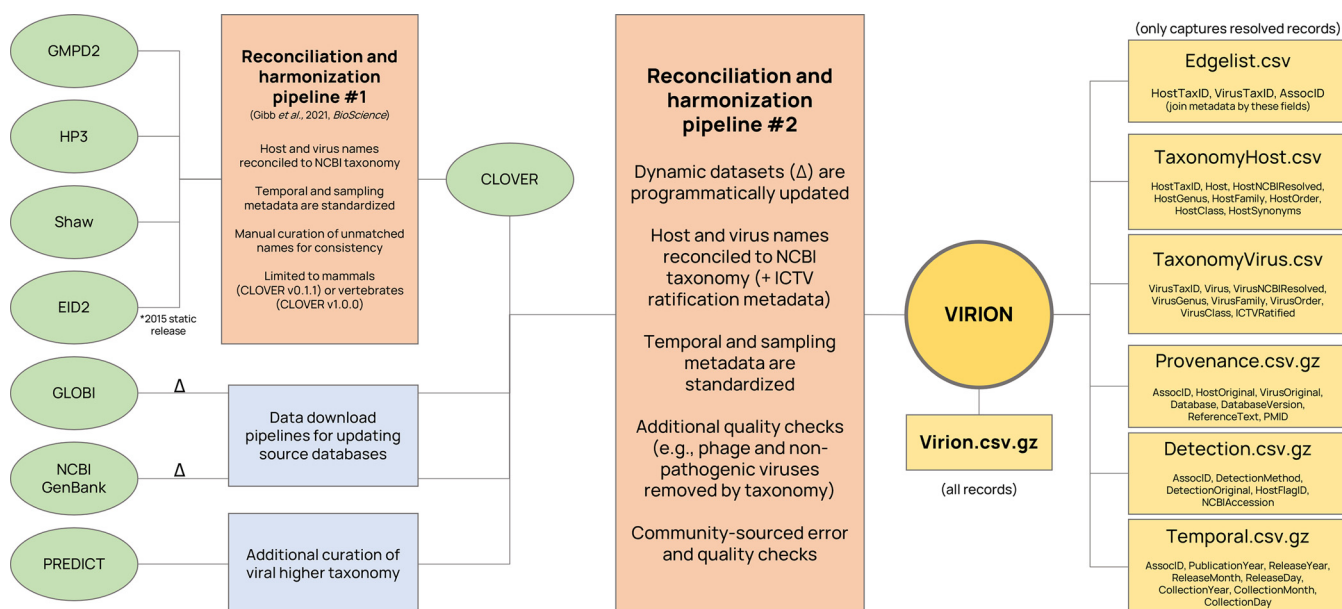 GMPD2
HP3
Shaw
EID2
*2015 static
release
GLOBI
Δ
NCBI
GenBank
Δ
PREDICT
Reconciliation and
harmonization
pipeline #1
(Gibb et al., 2021, BioScience)
Host and virus names
reconciled to NCBI taxonomy
Temporal and sampling
metadata are standardized
Manual curation of unmatched
names for consistency
Limited to mammals
(CLOVER v0.1.1) or vertebrates
(CLOVER v1.0.0)
Data download
pipelines for updating
source databases
Additional curation of
viral higher taxonomy
CLOVER
Reconciliation and
harmonization
pipeline #2
Dynamic datasets (Δ) are
programmatically updated
Host and virus names
reconciled to NCBI
taxonomy (+ ICTV
ratification metadata)
Temporal and sampling
metadata are
standardized
Additional quality checks
(e.g., phage and non-
pathogenic viruses
removed by taxonomy)
Community-sourced error
and quality checks
VIRION
Virion.csv.gz
(all records)
(only captures resolved records)
Edgelist.csv
HostTaxID, VirusTaxID, AssocID
(join metadata by these fields)
TaxonomyHost.csv
HostTaxID, Host, HostNCBIResolved,
HostGenus, HostFamily, HostOrder,
HostClass, HostSynonyms
TaxonomyVirus.csv
VirusTaxID, Virus, VirusNCBIResolved,
VirusGenus, VirusFamily, VirusOrder,
VirusClass, ICTVRatified
Provenance.csv.gz
AssocID, HostOriginal, VirusOriginal,
Database, DatabaseVersion,
ReferenceText, PMID
Detection.csv.gz
AssocID, DetectionMethod,
DetectionOriginal, HostFlagID,
NCBIAccession
Temporal.csv.gz
AssocID, PublicationYear, ReleaseYear,
ReleaseMonth, ReleaseDay,
CollectionYear, CollectionMonth,
CollectionDay